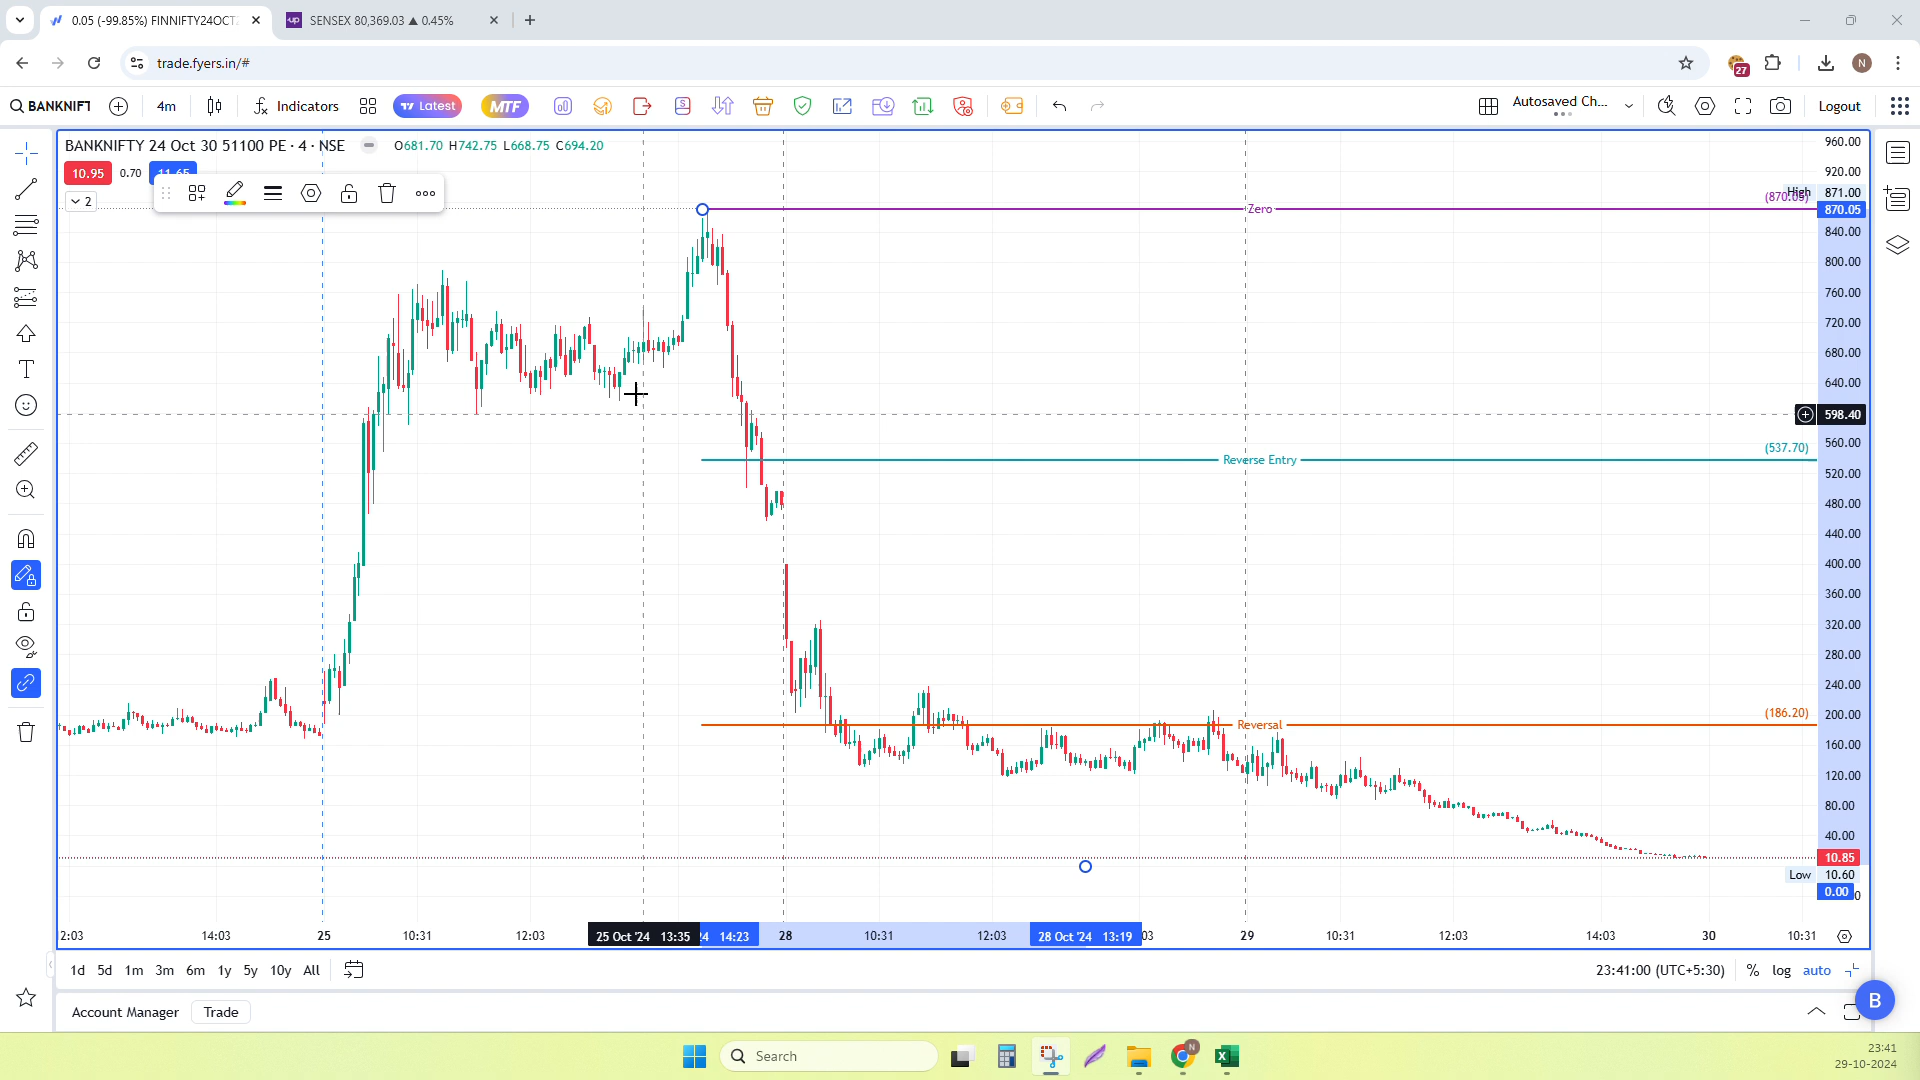 0.05 (-99.85%) FINNIFTY24OCT
SENSEX 80,369.03 ▲ 0.45%
trade.fyers.in/#
27
N
BANKNIFT
4m
Indicators
Latest
MTF
Autosaved Ch...
Logout
BANKNIFTY 24 Oct 30 51100 PE · 4 · NSE
O681.70 H742.75 L668.75 C694.20
10.95
0.70
11.65
2
Zero
Reverse Entry
Reversal
(870.05)
(537.70)
(186.20)
High
Low
960.00
920.00
871.00
870.05
840.00
800.00
760.00
720.00
680.00
640.00
598.40
560.00
520.00
480.00
440.00
400.00
360.00
320.00
280.00
240.00
200.00
160.00
120.00
80.00
40.00
10.85
10.60
0.00
2:03
14:03
25
10:31
12:03
25 Oct '24 13:35
14:23
28
10:31
12:03
28 Oct '24 13:19
03
29
10:31
12:03
14:03
30
10:31
1d 5d 1m 3m 6m 1y 5y 10y All
23:41:00 (UTC+5:30)
% log auto
Account Manager
Trade
B
Search
N
23:41
29-10-2024